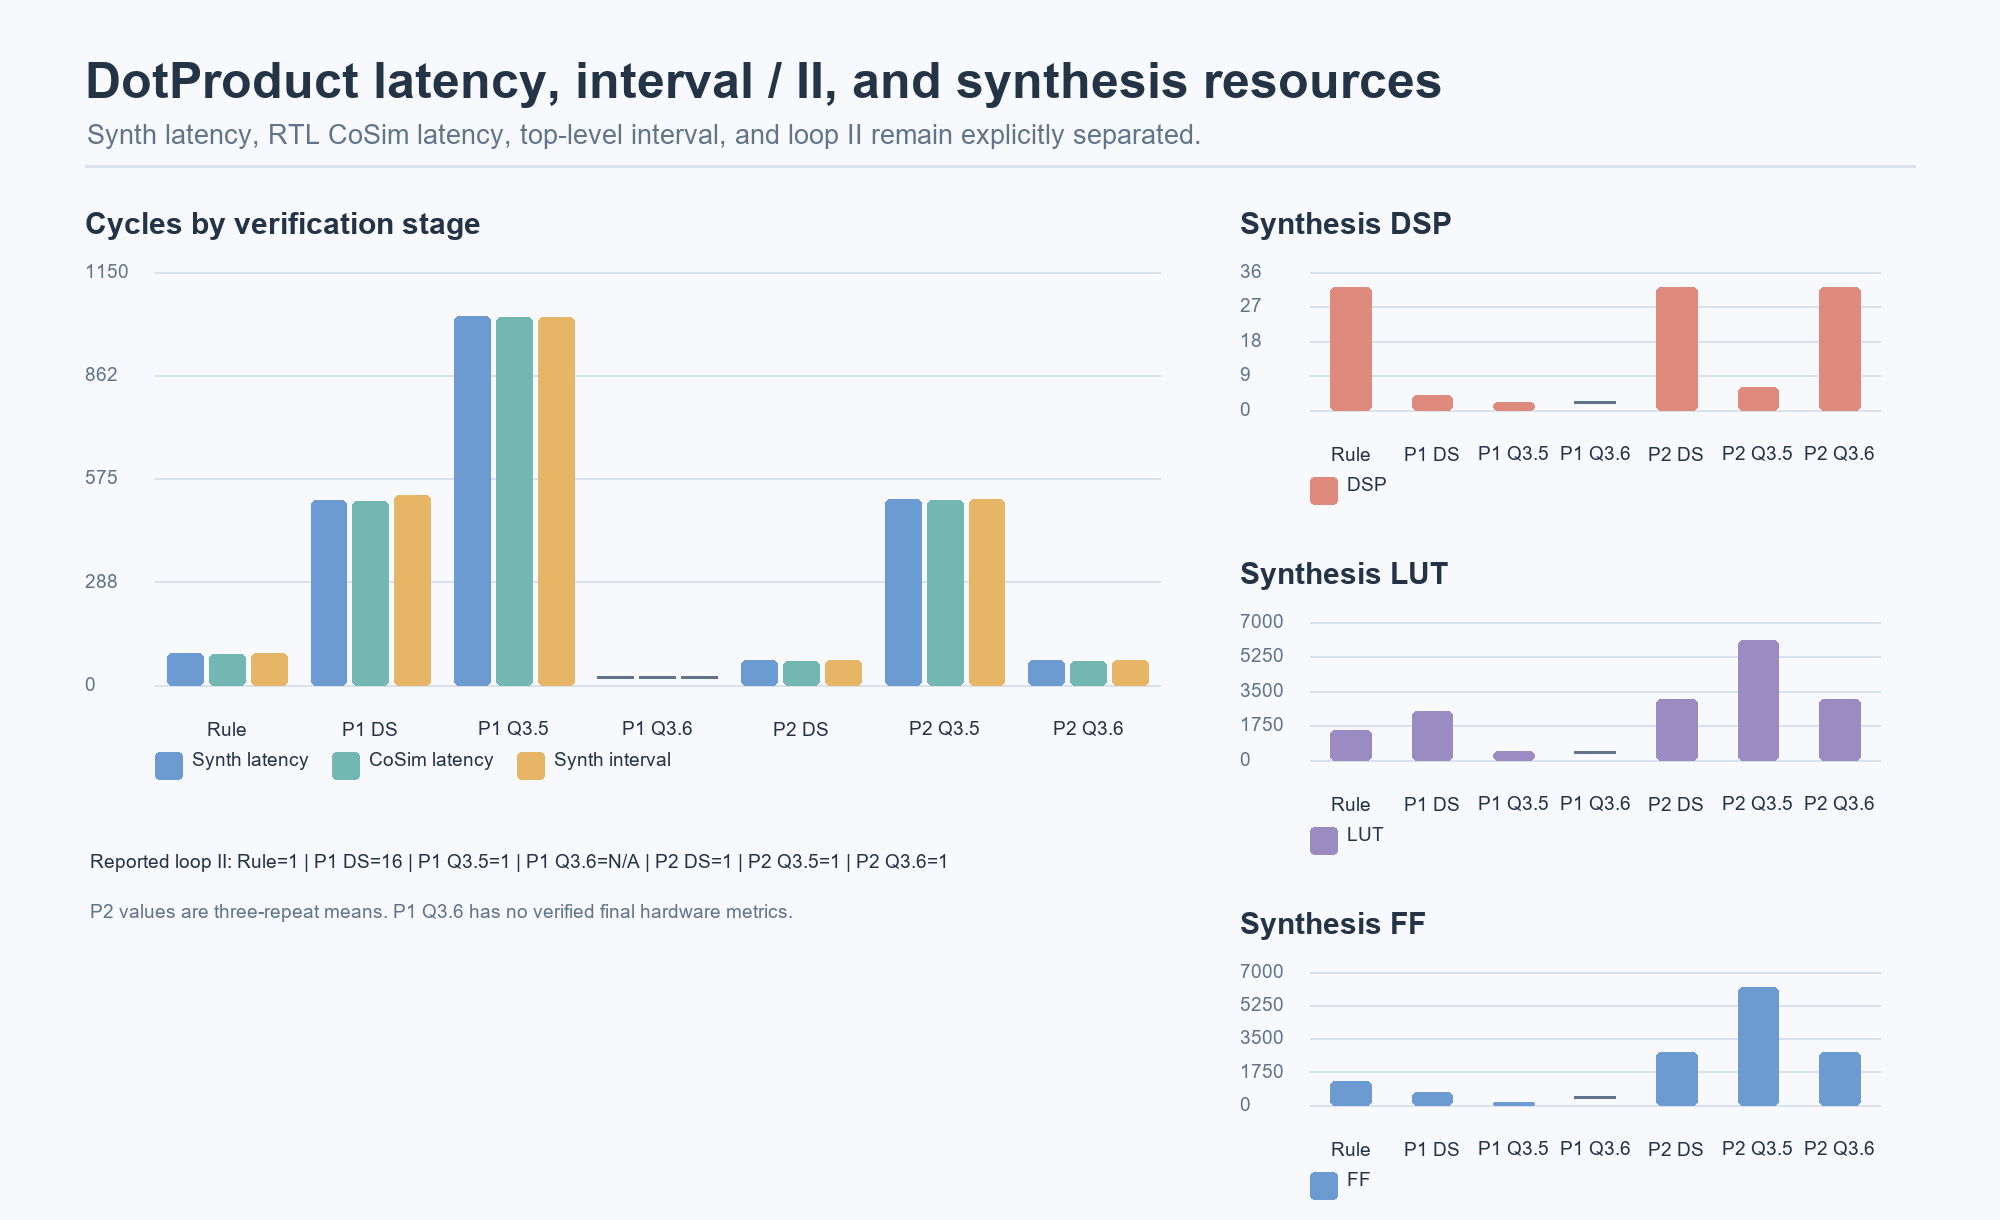 DotProduct latency, interval / II, and synthesis resources
Synth latency, RTL CoSim latency, top-level interval, and loop II remain explicitly separated.
Cycles by verification stage
1150
862
575
288
0
Rule P1 DS P1 Q3.5 P1 Q3.6 P2 DS P2 Q3.5 P2 Q3.6
Synth latency CoSim latency Synth interval
Reported loop II: Rule=1 | P1 DS=16 | P1 Q3.5=1 | P1 Q3.6=N/A | P2 DS=1 | P2 Q3.5=1 | P2 Q3.6=1
P2 values are three-repeat means. P1 Q3.6 has no verified final hardware metrics.
Synthesis DSP
36
27
18
9
0
Rule P1 DS P1 Q3.5 P1 Q3.6 P2 DS P2 Q3.5 P2 Q3.6
DSP
Synthesis LUT
7000
5250
3500
1750
0
Rule P1 DS P1 Q3.5 P1 Q3.6 P2 DS P2 Q3.5 P2 Q3.6
LUT
Synthesis FF
7000
5250
3500
1750
0
Rule P1 DS P1 Q3.5 P1 Q3.6 P2 DS P2 Q3.5 P2 Q3.6
FF